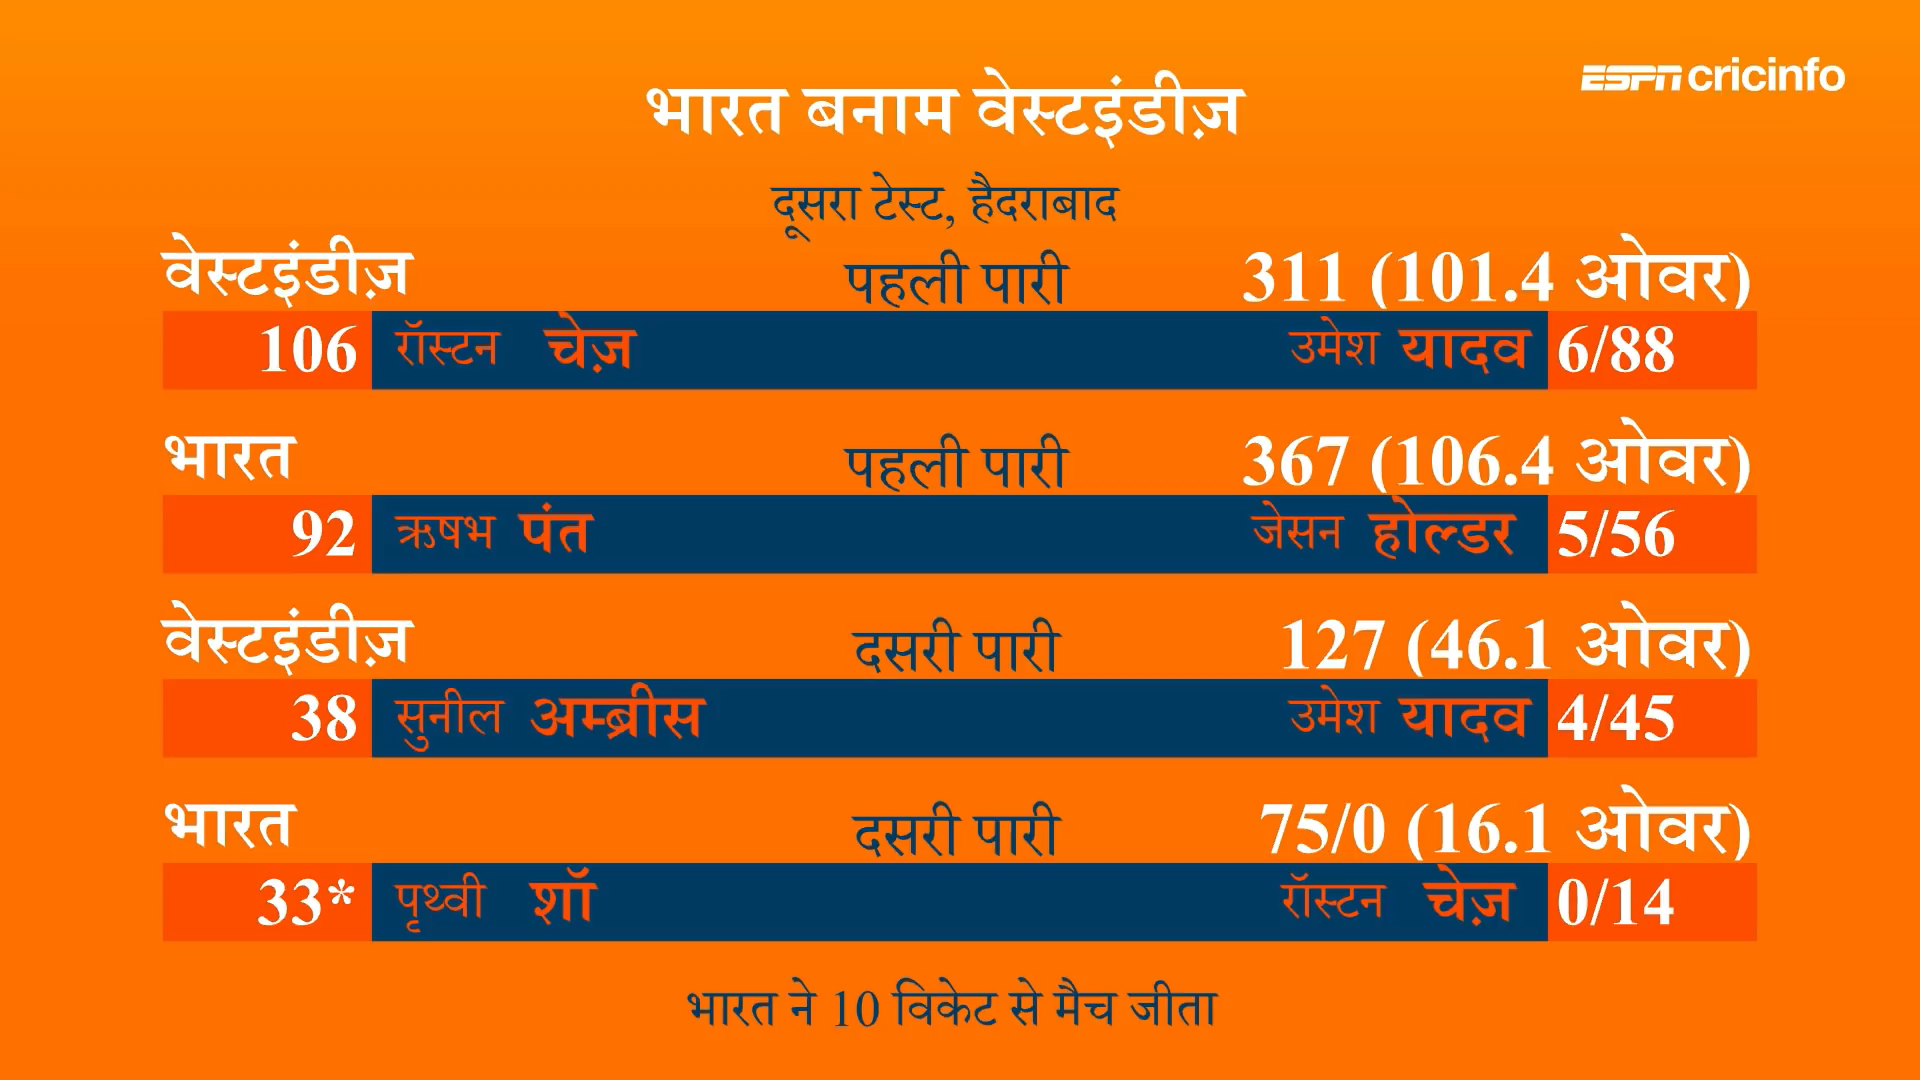 ESPN cricinfo
भारत बनाम वेस्टइंडीज़
दूसरा टेस्ट, हैदराबाद
वेस्टइंडीज़ पहली पारी 311 (101.4 ओवर)
106 रॉस्टन चेज़ उमेश यादव 6/88
भारत पहली पारी 367 (106.4 ओवर)
92 ऋषभ पंत जेसन होल्डर 5/56
वेस्टइंडीज़ दसरी पारी 127 (46.1 ओवर)
38 सुनील अम्ब्रीस उमेश यादव 4/45
भारत दसरी पारी 75/0 (16.1 ओवर)
33* पृथ्वी शॉ रॉस्टन चेज़ 0/14
भारत ने 10 विकेट से मैच जीता